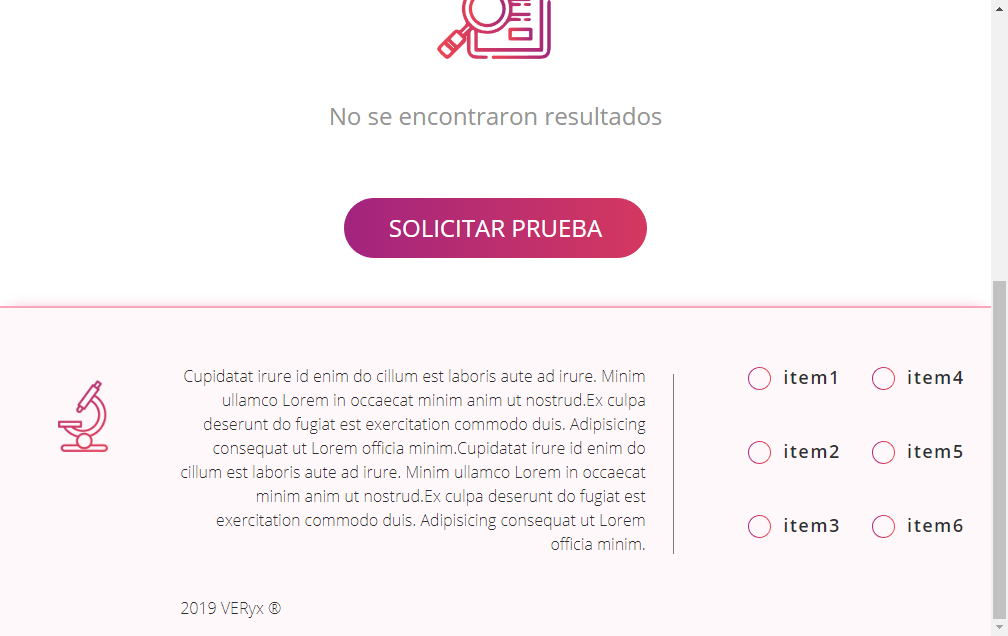 No se encontraron resultados
SOLICITAR PRUEBA
Cupidatat irure id enim do cillum est laboris aute ad irure. Minim
ullamco Lorem in occaecat minim anim ut nostrud.Ex culpa
deserunt do fugiat est exercitation commodo duis. Adipisicing
consequat ut Lorem officia minim.Cupidatat irure id enim do
cillum est laboris aute ad irure. Minim ullamco Lorem in occaecat
minim anim ut nostrud.Ex culpa deserunt do fugiat est
exercitation commodo duis. Adipisicing consequat ut Lorem
officia minim.
item1
item4
item2
item5
item3
item6
2019 VERyx ®